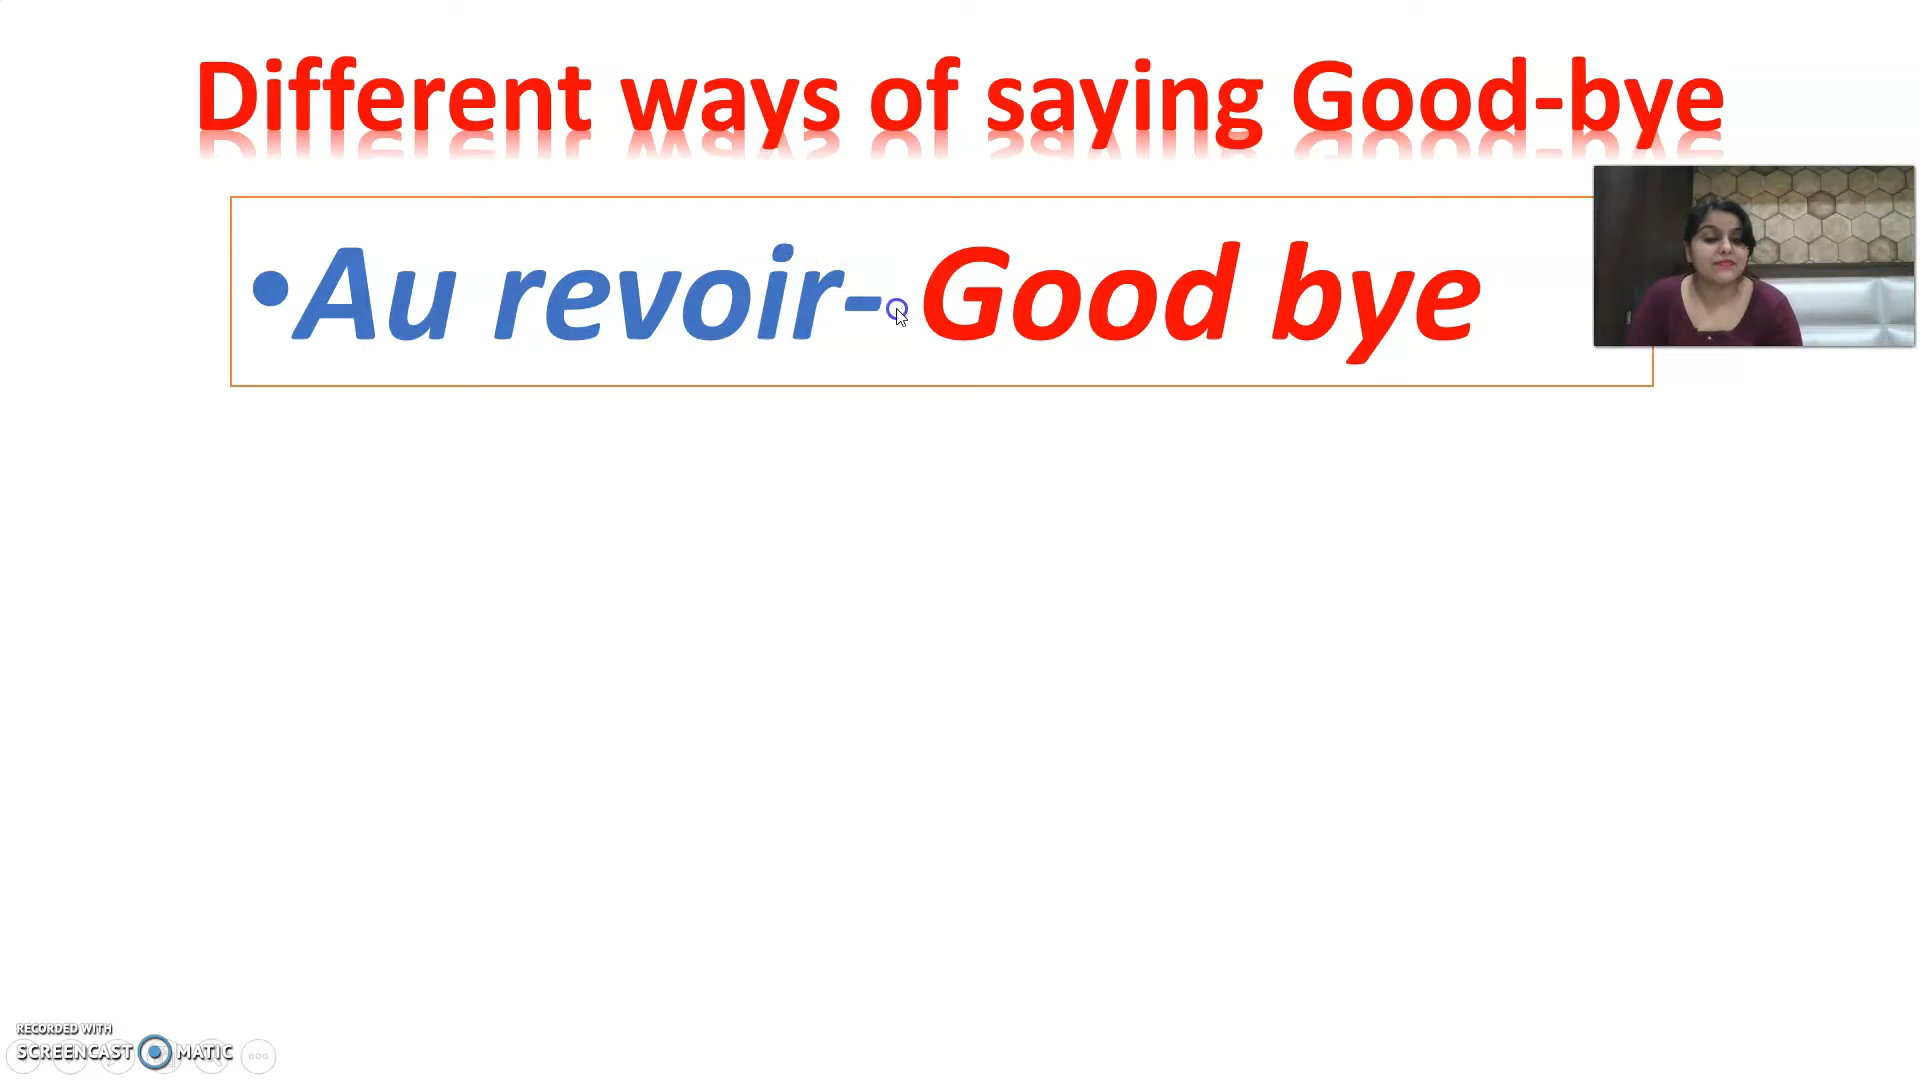 Different ways of saying Good-bye
•Au revoir- Good bye
RECORDED WITH
SCREENCAST MATIC